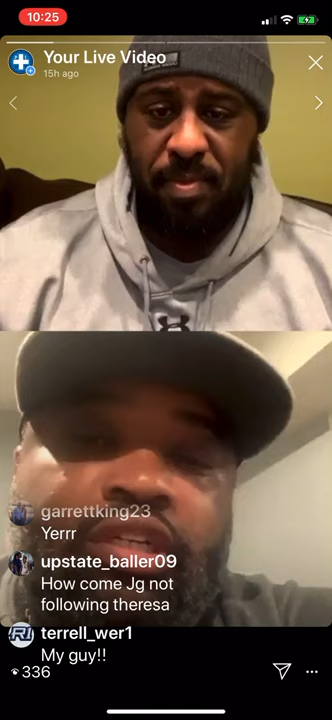 10:25
Your Live Video
15h ago
garrettking23
Yerrr
upstate_baller09
How come Jg not
following theresa
terrell_wer1
My guy!!
336